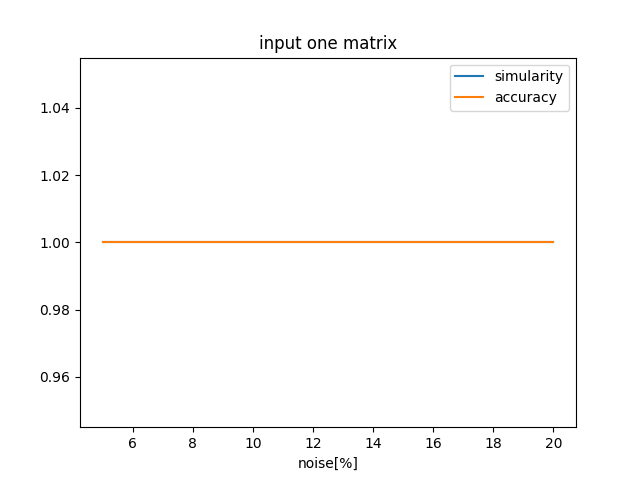 input one matrix
simularity
accuracy
1.04
1.02
1.00
0.98
0.96
6 8 10 12 14 16 18 20
noise[%]